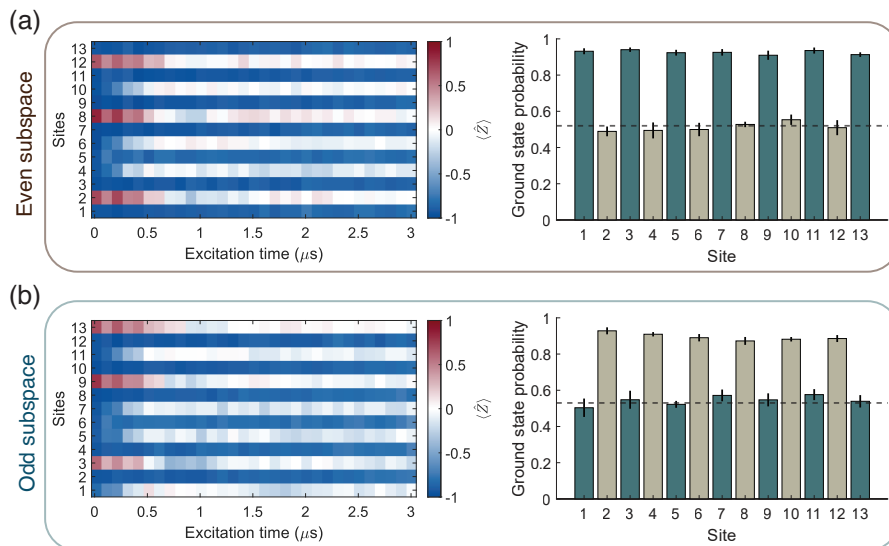 (a)
Even subspace
Sites
13
12
11
10
9
8
7
6
5
4
3
2
1
0 0.5 1 1.5 2 2.5 3
Excitation time (μs)
1
0.5
0
-0.5
-1
⟨Ẑ⟩
Ground state probability
1
0.8
0.6
0.4
0.2
0
1 2 3 4 5 6 7 8 9 10 11 12 13
Site
(b)
Odd subspace
Sites
13
12
11
10
9
8
7
6
5
4
3
2
1
0 0.5 1 1.5 2 2.5 3
Excitation time (μs)
1
0.5
0
-0.5
-1
⟨Ẑ⟩
Ground state probability
1
0.8
0.6
0.4
0.2
0
1 2 3 4 5 6 7 8 9 10 11 12 13
Site